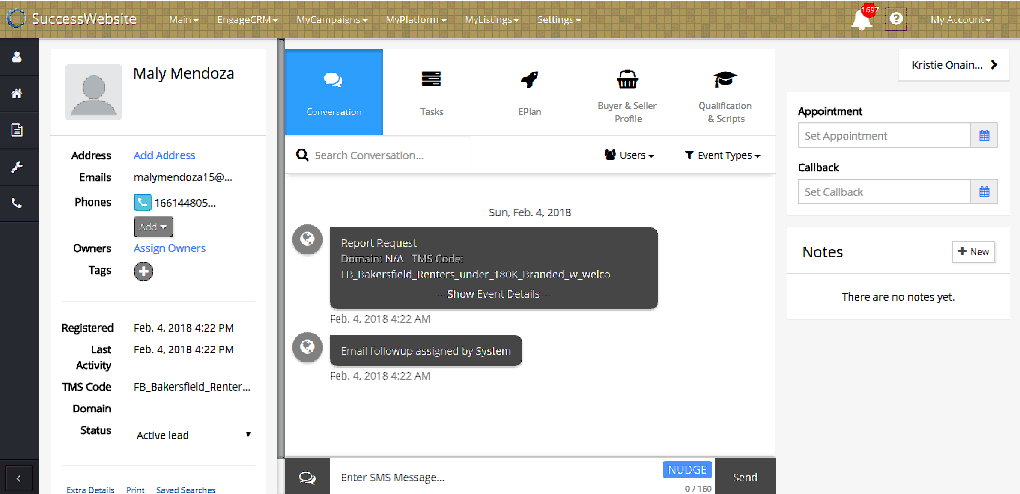 SuccessWebsite
Main EngageCRM MyCampaigns MyPlatform MyListings Settings
1657
?
My Account
Maly Mendoza
Address Add Address
Emails malymendoza15@...
Phones 166144805...
Add
Owners Assign Owners
Tags
Registered Feb. 4, 2018 4:22 PM
Last Activity Feb. 4, 2018 4:22 PM
TMS Code FB_Bakersfield_Renter...
Domain
Status Active lead
Extra Details Print Saved Searches
Conversation
Tasks
EPlan
Buyer & Seller
Profile
Qualification
& Scripts
Search Conversation...
Users
Event Types
Sun, Feb. 4, 2018
Report Request
Domain: N/A TMS Code:
FB_Bakersfield_Renters_under_180K_Branded_w_welco
Show Event Details
Feb. 4, 2018 4:22 AM
Email followup assigned by System
Feb. 4, 2018 4:22 AM
Enter SMS Message...
NUDGE
0 / 160
Send
Kristie Onain...
Appointment
Set Appointment
Callback
Set Callback
Notes
+ New
There are no notes yet.